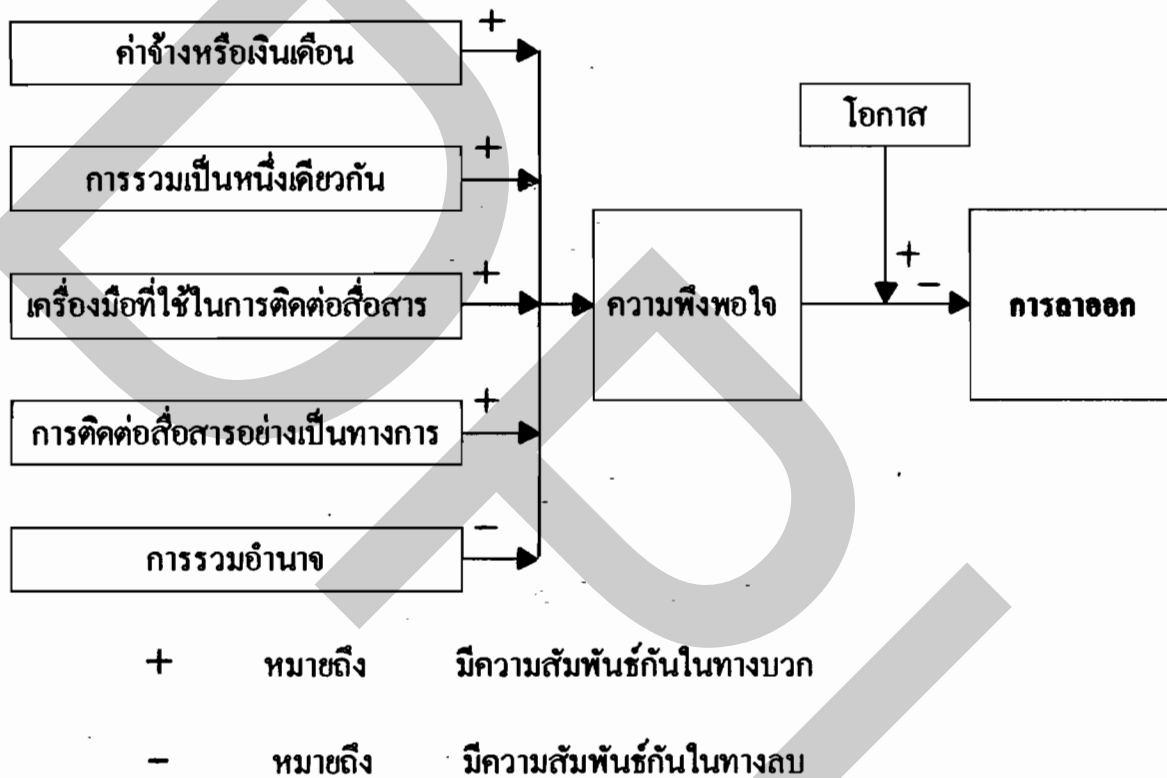 ค่าจ้างหรือเงินเดือน
+
โอกาส
การรวมเป็นหนึ่งเดียวกัน
+
เครื่องมือที่ใช้ในการติดต่อสื่อสาร
+
ความพึงพอใจ
+
−
การลาออก
การติดต่อสื่อสารอย่างเป็นทางการ
+
การรวมอำนาจ
−
+ หมายถึง มีความสัมพันธ์กันในทางบวก
− หมายถึง มีความสัมพันธ์กันในทางลบ